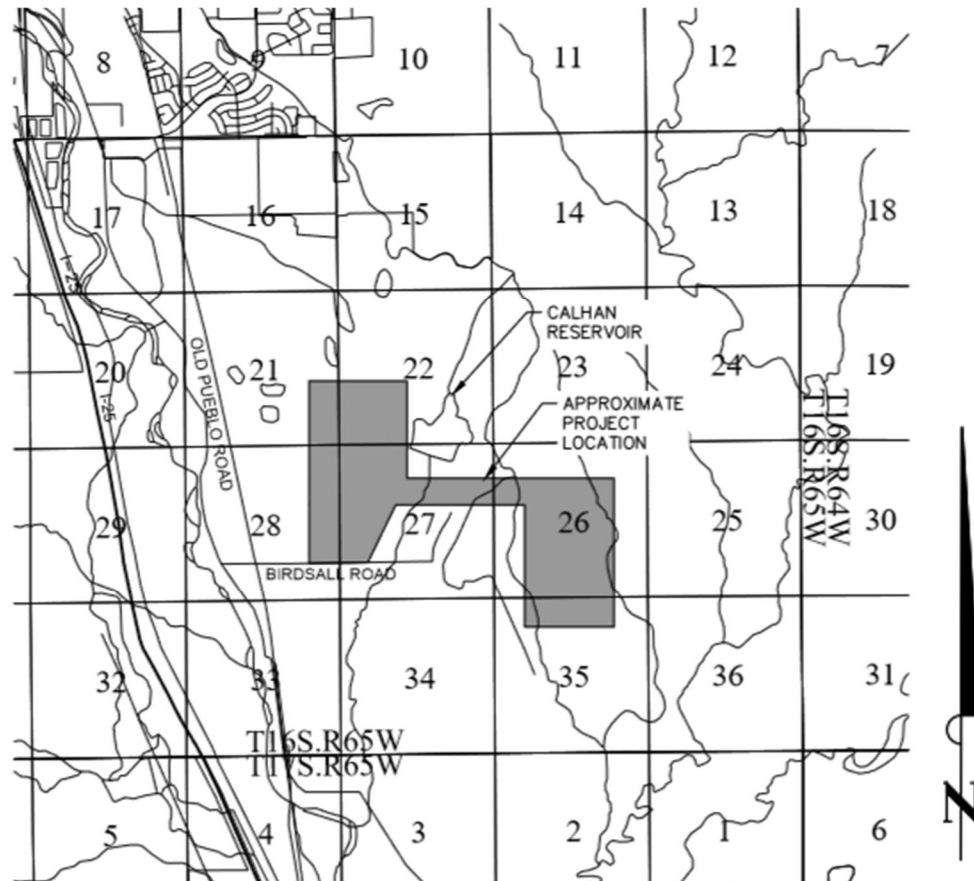 8 9 10 11 12 7
17 16 15 14 13 18
I-25
CALHAN
RESERVOIR
20 21 22 23 24 19
I-25
OLD PUEBLO ROAD
APPROXIMATE
PROJECT
LOCATION
T16S.R64W
T16S.R65W
29 28 27 26 25 30
BIRDSALL ROAD
32 33 34 35 36 31
T16S.R65W
T17S.R65W
5 4 3 2 1 6
N